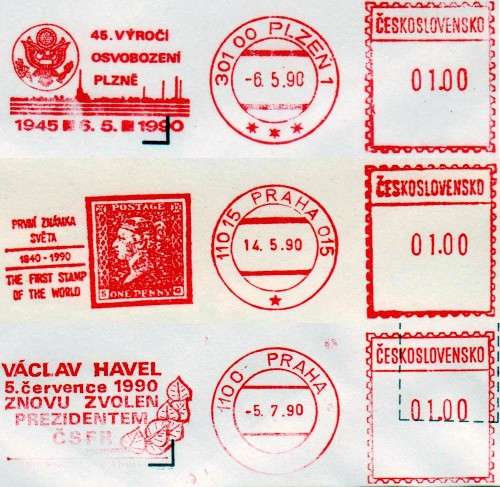 45. VÝROČÍ
OSVOBOZENÍ
PLZNĚ
1945 6. 5. 1990
301 00 PLZEŇ 1
-6. 5. 90
ČESKOSLOVENSKO
01.00
PRVNÍ ZNÁMKA
SVĚTA
1840-1990
THE FIRST STAMP
OF THE WORLD
POSTAGE
S ONE PENNY G
110 15 PRAHA 015
14. 5. 90
ČESKOSLOVENSKO
01.00
VÁCLAV HAVEL
5. července 1990
ZNOVU ZVOLEN
PREZIDENTEM
ČSFR
110 0 PRAHA
-5. 7. 90
ČESKOSLOVENSKO
01.00